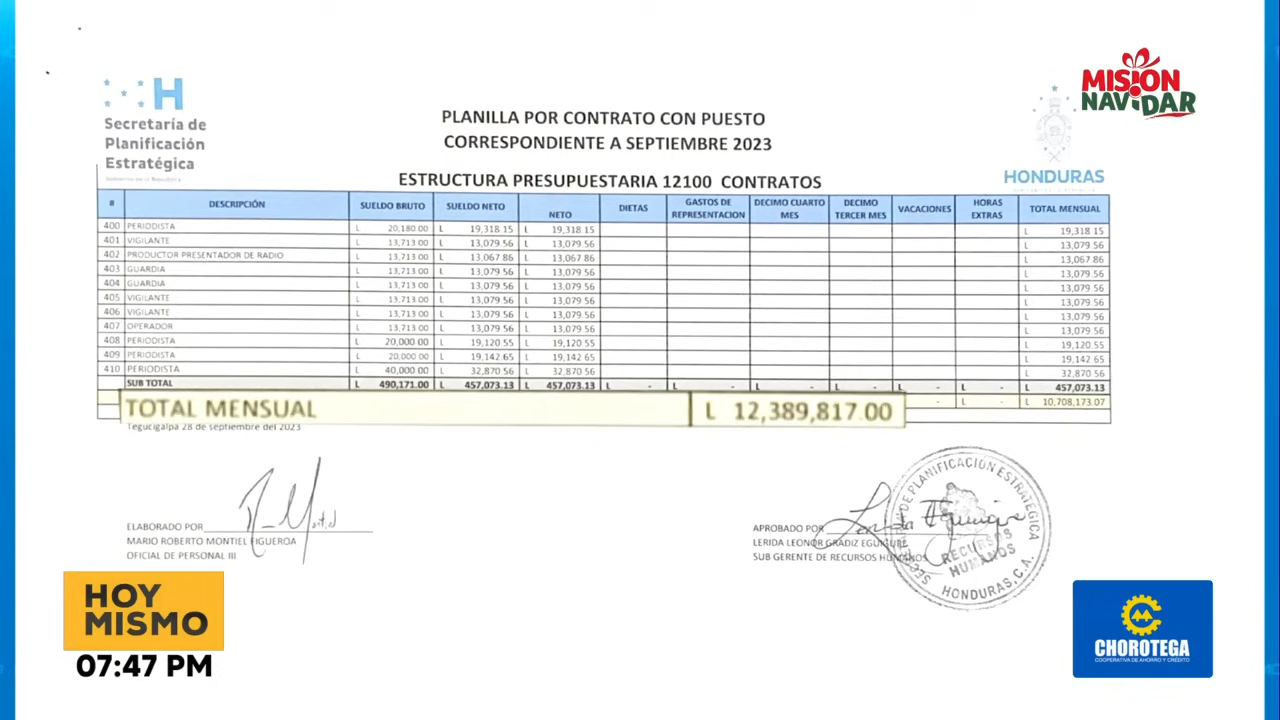 MISION
NAVIDAR
H
Secretaría de
Planificación
Estratégica
HONDURAS
PLANILLA POR CONTRATO CON PUESTO
CORRESPONDIENTE A SEPTIEMBRE 2023
ESTRUCTURA PRESUPUESTARIA 12100 CONTRATOS
# DESCRIPCIÓN SUELDO BRUTO SUELDO NETO NETO DIETAS GASTOS DE REPRESENTACION DECIMO CUARTO MES DECIMO TERCER MES VACACIONES HORAS EXTRAS TOTAL MENSUAL
400 PERIODISTA L 20,180.00 L 19,318.15 L 19,318.15 L 19,318.15
401 VIGILANTE L 13,713.00 L 13,079.56 L 13,079.56 L 13,079.56
402 PRODUCTOR PRESENTADOR DE RADIO L 13,713.00 L 13,067.86 L 13,067.86 L 13,067.86
403 GUARDIA L 13,713.00 L 13,079.56 L 13,079.56 L 13,079.56
404 GUARDIA L 13,713.00 L 13,079.56 L 13,079.56 L 13,079.56
405 VIGILANTE L 13,713.00 L 13,079.56 L 13,079.56 L 13,079.56
406 VIGILANTE L 13,713.00 L 13,079.56 L 13,079.56 L 13,079.56
407 OPERADOR L 13,713.00 L 13,079.56 L 13,079.56 L 13,079.56
408 PERIODISTA L 20,000.00 L 19,120.55 L 19,120.55 L 19,120.55
409 PERIODISTA L 20,000.00 L 19,142.65 L 19,142.65 L 19,142.65
410 PERIODISTA L 40,000.00 L 32,870.56 L 32,870.56 L 32,870.56
SUB TOTAL L 490,171.00 L 457,073.13 L 457,073.13 L - L - L - L - L - L - L 457,073.13
- L - L 10,708,173.07
TOTAL MENSUAL L 12,389,817.00
Tegucigalpa 28 de septiembre del 2023
ELABORADO POR
MARIO ROBERTO MONTIEL FIGUEROA
OFICIAL DE PERSONAL III
APROBADO POR
LERIDA LEONOR GRADIZ EGUIGURE
SUB GERENTE DE RECURSOS HUMANOS
DE PLANIFICACIÓN ESTRATÉGICA
RECURSOS
HUMANOS
HONDURAS, C.A.
HOY
MISMO
07:47 PM
CHOROTEGA
COOPERATIVA DE AHORRO Y CRÉDITO